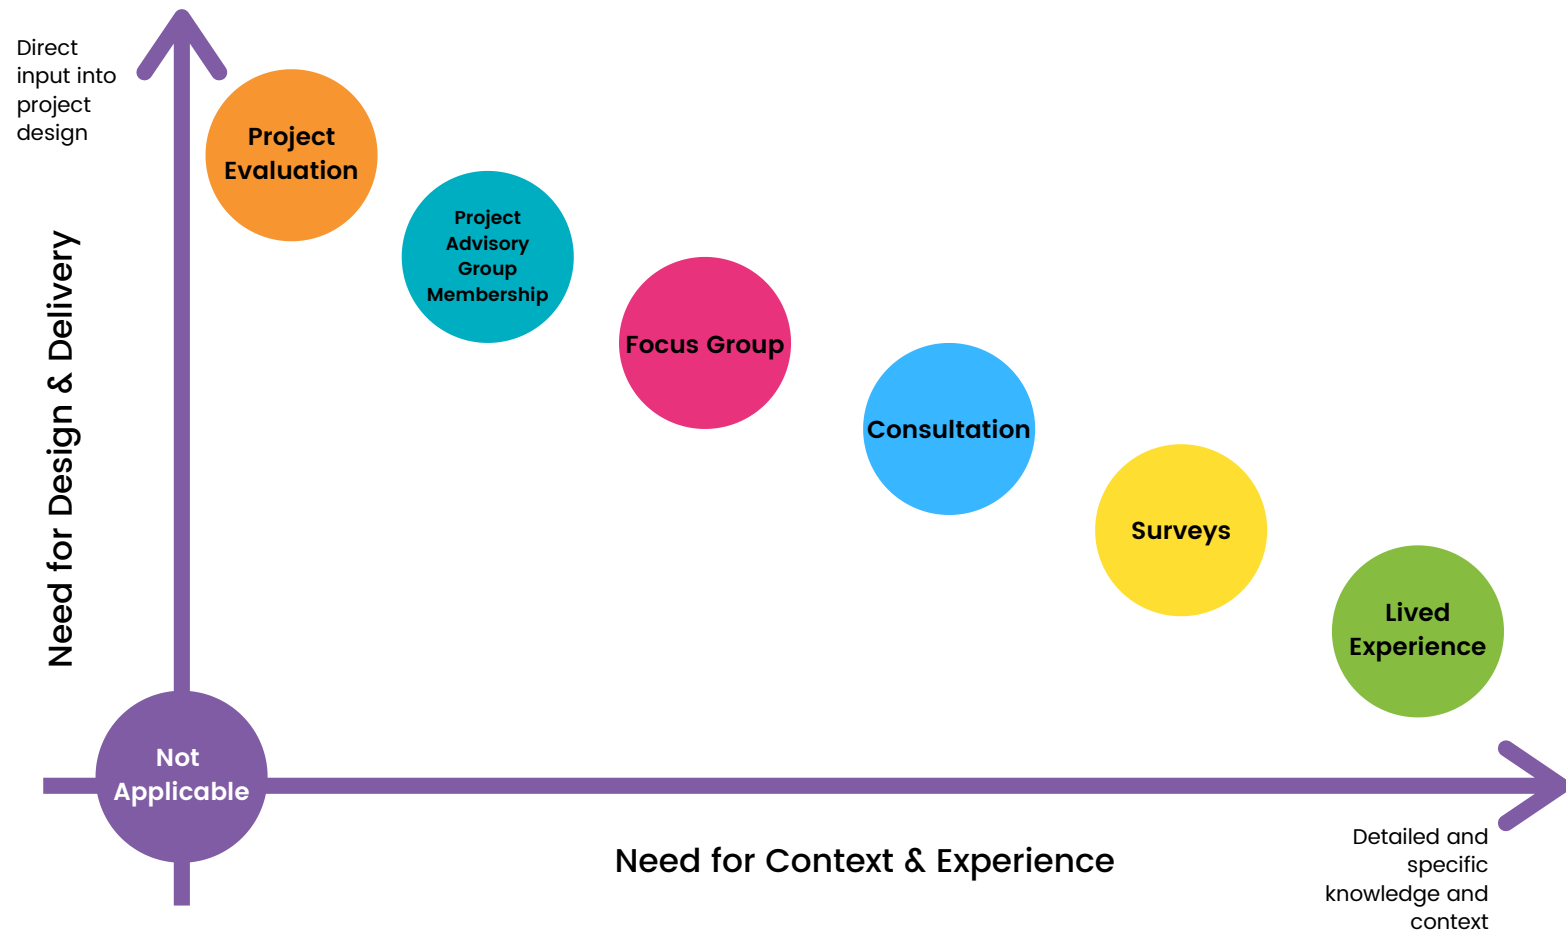 Direct
input into
project
design
Need for Design & Delivery
Project
Evaluation
Project
Advisory
Group
Membership
Focus Group
Consultation
Surveys
Lived
Experience
Not
Applicable
Need for Context & Experience
Detailed and
specific
knowledge and
context